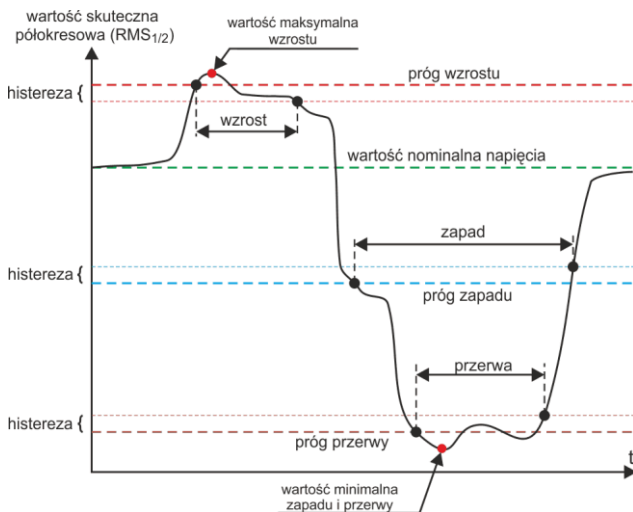 wartość skuteczna
półokresowa (RMS1/2)
wartość maksymalna
wzrostu
próg wzrostu
histereza {
wzrost
wartość nominalna napięcia
zapad
histereza {
próg zapadu
przerwa
histereza {
próg przerwy
t
wartość minimalna
zapadu i przerwy